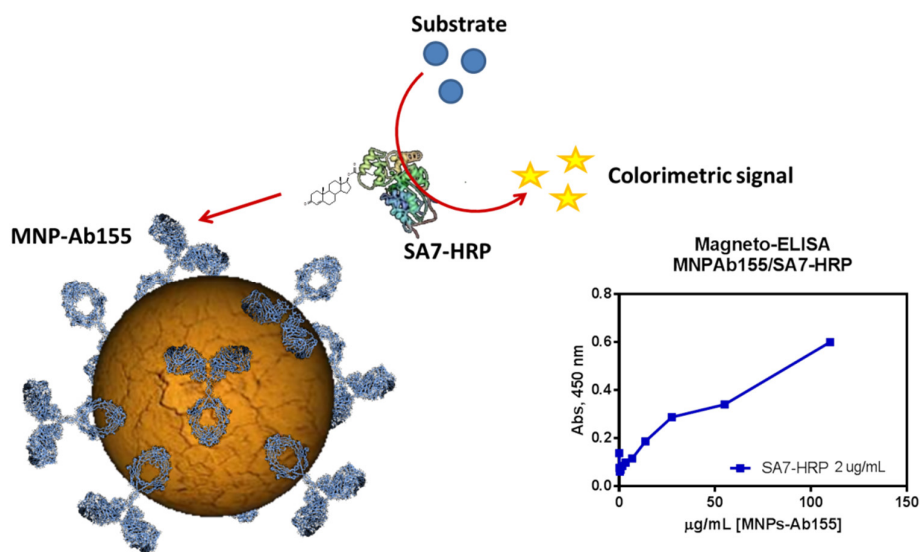 Substrate
Colorimetric signal
MNP-Ab155
SA7-HRP
Magneto-ELISA
MNPAb155/SA7-HRP
Abs, 450 nm
0.8
0.6
0.4
0.2
0.0
SA7-HRP 2 ug/mL
0
50
100
150
µg/mL [MNPs-Ab155]